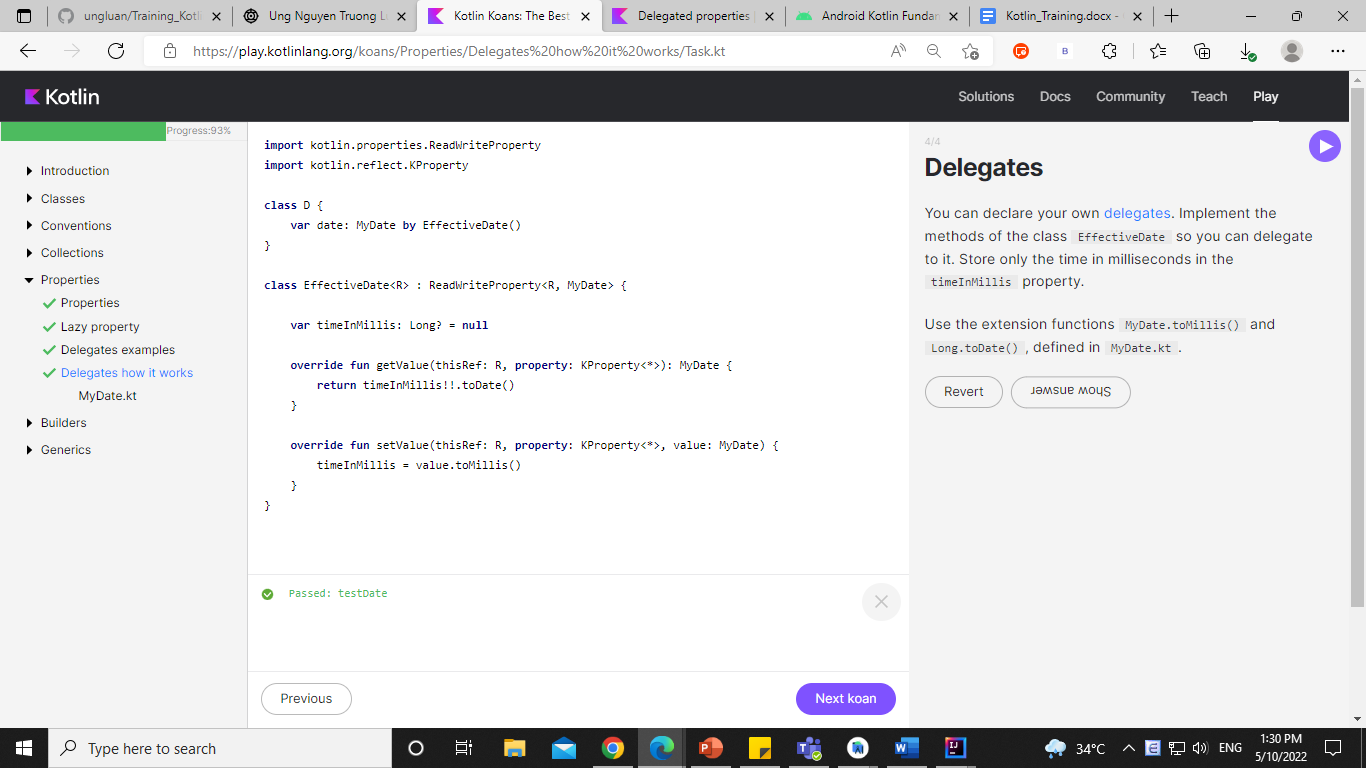 ungluan/Training_Kotl
Ung Nguyen Truong L
Kotlin Koans: The Best
Delegated properties
Android Kotlin Fundan
Kotlin_Training.docx -
https://play.kotlinlang.org/koans/Properties/Delegates%20how%20it%20works/Task.kt
Kotlin
Solutions
Docs
Community
Teach
Play
Progress:93%
Introduction
Classes
Conventions
Collections
Properties
Properties
Lazy property
Delegates examples
Delegates how it works
MyDate.kt
Builders
Generics
import kotlin.properties.ReadWriteProperty
import kotlin.reflect.KProperty
class D {
var date: MyDate by EffectiveDate()
}
class EffectiveDate<R> : ReadWriteProperty<R, MyDate> {
var timeInMillis: Long? = null
override fun getValue(thisRef: R, property: KProperty<*>): MyDate {
return timeInMillis!!.toDate()
}
override fun setValue(thisRef: R, property: KProperty<*>, value: MyDate) {
timeInMillis = value.toMillis()
}
}
Passed: testDate
Previous
Next koan
4/4
Delegates
You can declare your own delegates. Implement the
methods of the class EffectiveDate so you can delegate
to it. Store only the time in milliseconds in the
timeInMillis property.
Use the extension functions MyDate.toMillis() and
Long.toDate() , defined in MyDate.kt .
Revert
Show answer
Type here to search
34°C
ENG
1:30 PM
5/10/2022